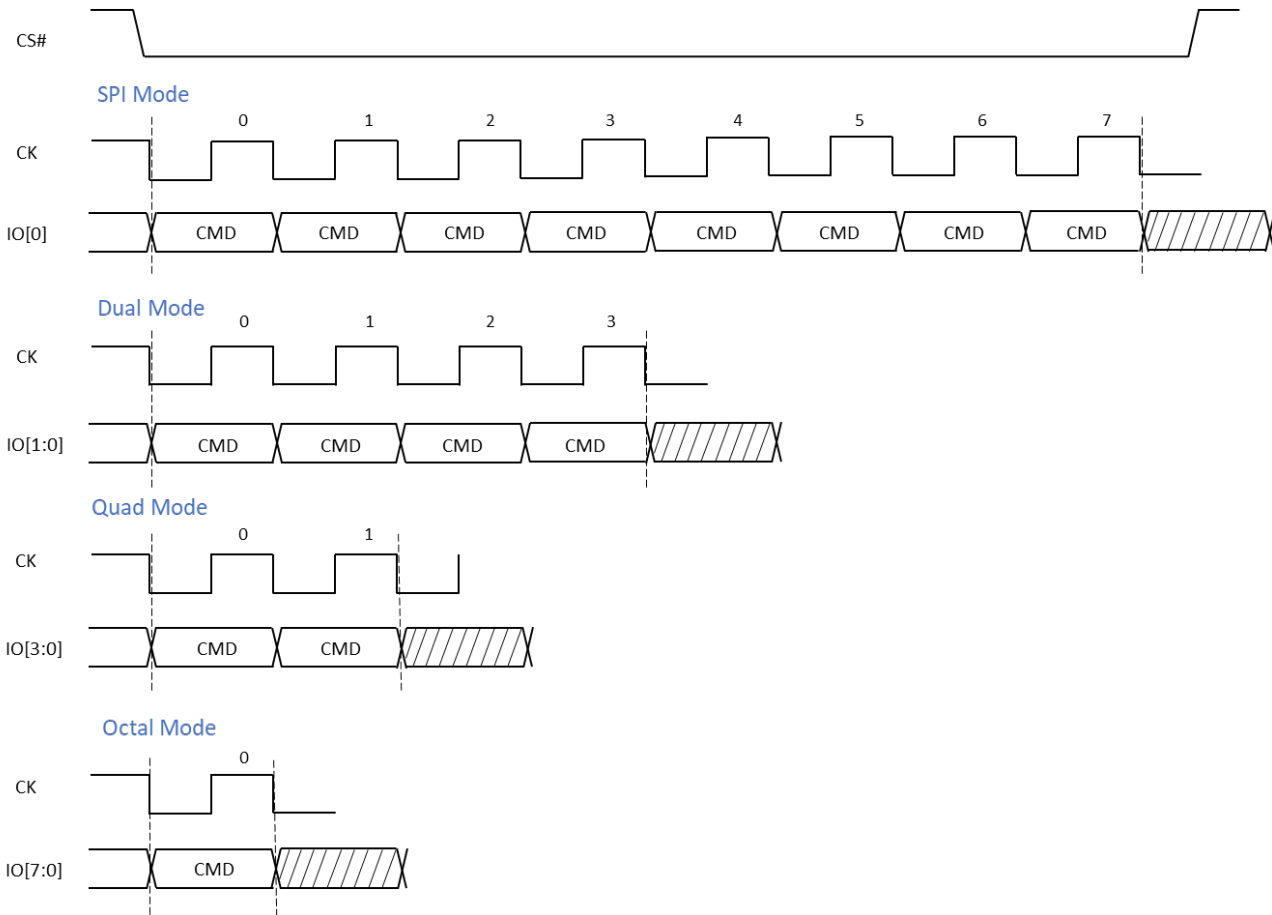 CS#
SPI Mode
0 1 2 3 4 5 6 7
CK
IO[0] CMD CMD CMD CMD CMD CMD CMD CMD
Dual Mode
0 1 2 3
CK
IO[1:0] CMD CMD CMD CMD
Quad Mode
0 1
CK
IO[3:0] CMD CMD
Octal Mode
0
CK
IO[7:0] CMD